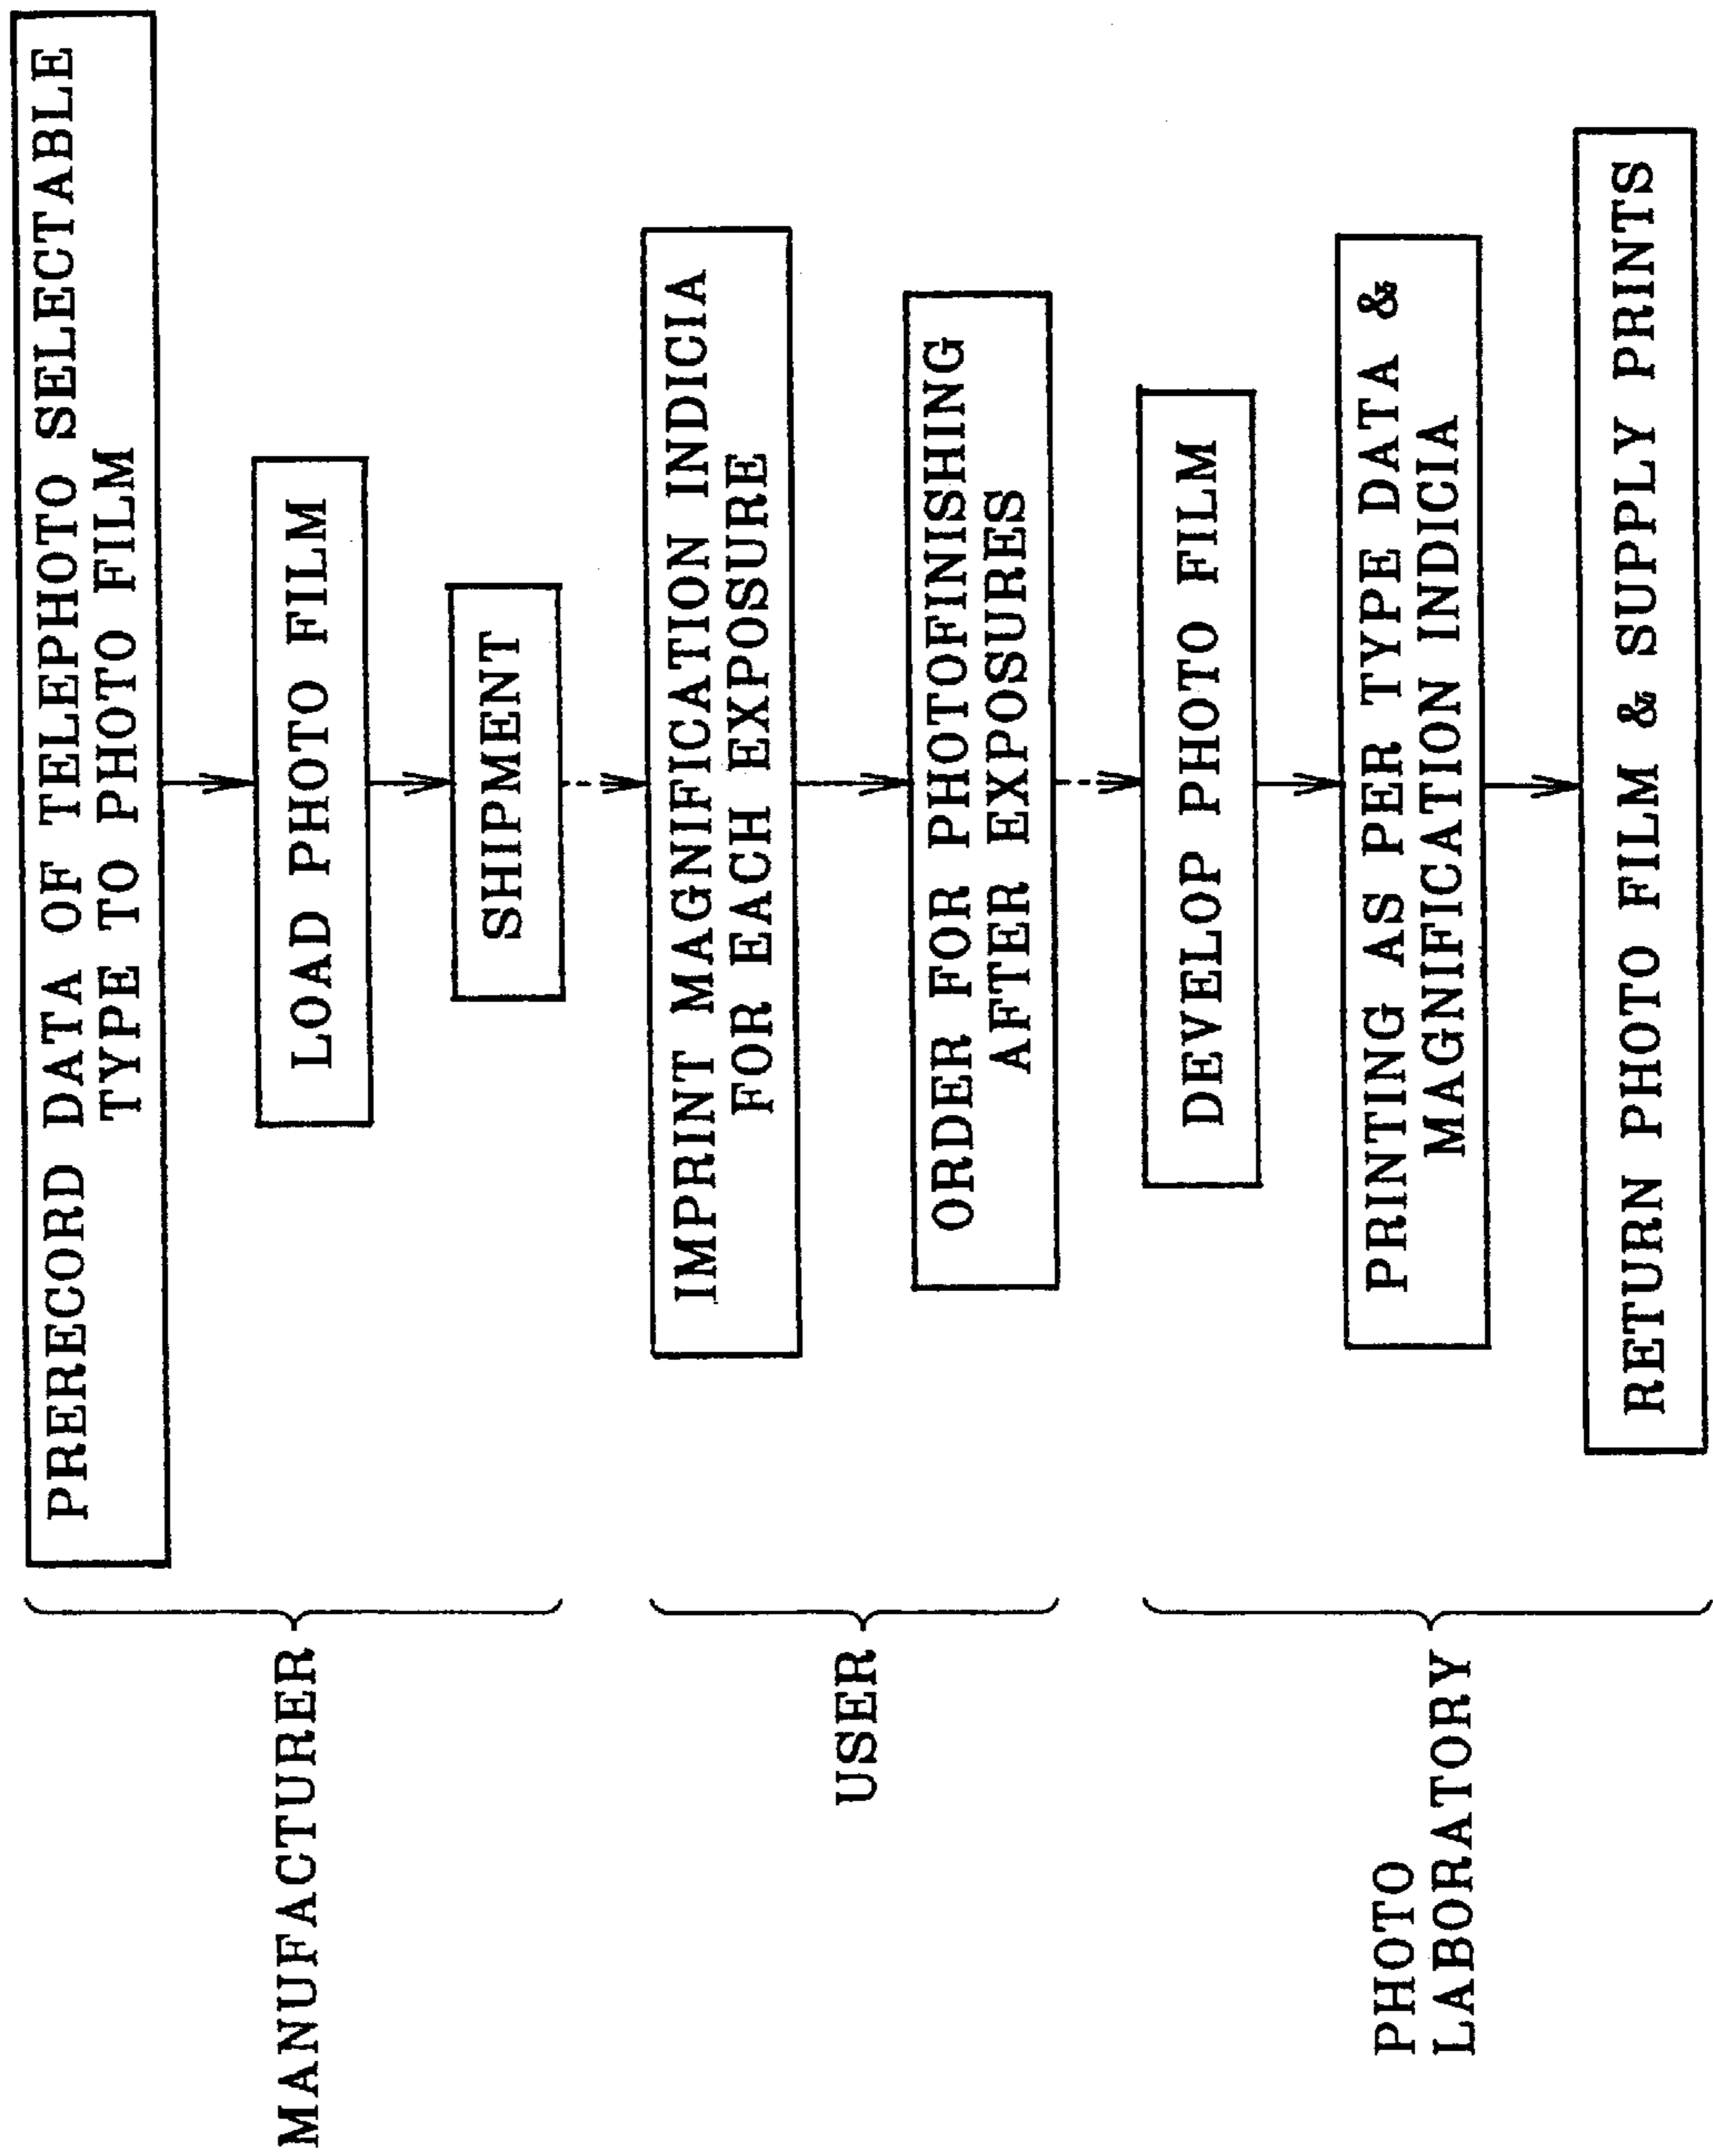 MANUFACTURER
PRERECORD DATA OF TELEPHOTO SELECTABLE
TYPE TO PHOTO FILM
LOAD PHOTO FILM
SHIPMENT
USER
IMPRINT MAGNIFICATION INDICIA
FOR EACH EXPOSURE
ORDER FOR PHOTOFINISHING
AFTER EXPOSURES
PHOTO
LABORATORY
DEVELOP PHOTO FILM
PRINTING AS PER TYPE DATA &
MAGNIFICATION INDICIA
RETURN PHOTO FILM & SUPPLY PRINTS